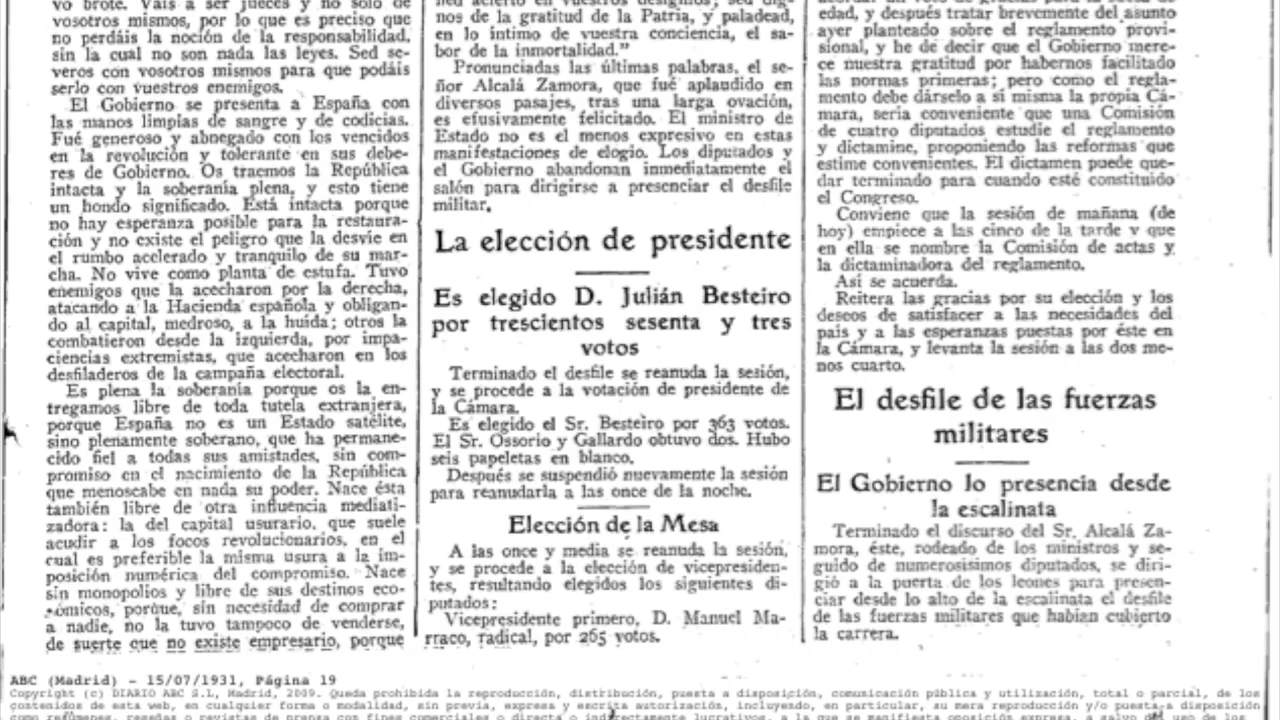 vo brote. Vais a ser jueces y no sólo de
vosotros mismos, por lo que es preciso que
no perdáis la noción de la responsabilidad,
sin la cual no son nada las leyes. Sed se-
veros con vosotros mismos para que podáis
serlo con vuestros enemigos.
El Gobierno se presenta a España con
las manos limpias de sangre y de codicias.
Fué generoso y abnegado con los vencidos
en la revolución y tolerante en sus debe-
res de Gobierno. Os traemos la República
intacta y la soberanía plena, y esto tiene
un hondo significado. Está intacta porque
no hay esperanza posible para la restaura-
ción y no existe el peligro que la desvíe en
el rumbo acelerado y tranquilo de su mar-
cha. No vive como planta de estufa. Tuvo
enemigos que la acecharon por la derecha,
atacando a la Hacienda española y obligan-
do al capital, medroso, a la huída; otros la
combatieron desde la izquierda, por impa-
ciencias extremistas, que acecharon en los
desfiladeros de la campaña electoral.
Es plena la soberanía porque os la en-
tregamos libre de toda tutela extranjera,
porque España no es un Estado satélite,
sino plenamente soberano, que ha permane-
cido fiel a todas sus amistades, sin com-
promiso en el nacimiento de la República
que menoscabe en nada su poder. Nace ésta
también libre de otra influencia mediati-
zadora: la del capital usurario, que suele
acudir a los focos revolucionarios, en el
cual es preferible la misma usura a la im-
posición numérica del compromiso. Nace
sin monopolios y libre de sus destinos eco-
nómicos, porque, sin necesidad de comprar
a nadie, no la tuvo tampoco de venderse,
de suerte que no existe empresario, porque
nos de la gratitud de la Patria, y paladead,
en lo íntimo de vuestra conciencia, el sa-
bor de la inmortalidad."
Pronunciadas las últimas palabras, el se-
ñor Alcalá Zamora, que fué aplaudido en
diversos pasajes, tras una larga ovación,
es efusivamente felicitado. El ministro de
Estado no es el menos expresivo en estas
manifestaciones de elogio. Los diputados y
el Gobierno abandonan inmediatamente el
salón para dirigirse a presenciar el desfile
militar.
La elección de presidente
Es elegido D. Julián Besteiro
por trescientos sesenta y tres
votos
Terminado el desfile se reanuda la sesión,
y se procede a la votación de presidente de
la Cámara.
Es elegido el Sr. Besteiro por 363 votos.
El Sr. Ossorio y Gallardo obtuvo dos. Hubo
seis papeletas en blanco.
Después se suspendió nuevamente la sesión
para reanudarla a las once de la noche.
Elección de la Mesa
A las once y media se reanuda la sesión,
y se procede a la elección de vicepresiden-
tes, resultando elegidos los siguientes di-
putados:
Vicepresidente primero, D. Manuel Ma-
rraco, radical, por 265 votos.
edad, y después tratar brevemente del asunto
ayer planteado sobre el reglamento provi-
sional, y he de decir que el Gobierno mere-
ce nuestra gratitud por habernos facilitado
las normas primeras; pero como el regla-
mento debe dárselo a sí misma la propia Cá-
mara, sería conveniente que una Comisión
de cuatro diputados estudie el reglamento
y dictamine, proponiendo las reformas que
estime convenientes. El dictamen puede que-
dar terminado para cuando esté constituído
el Congreso.
Conviene que la sesión de mañana (de
hoy) empiece a las cinco de la tarde y que
en ella se nombre la Comisión de actas y
la dictaminadora del reglamento.
Así se acuerda.
Reitera las gracias por su elección y los
deseos de satisfacer a las necesidades del
país y a las esperanzas puestas por éste en
la Cámara, y levanta la sesión a las dos me-
nos cuarto.
El desfile de las fuerzas
militares
El Gobierno lo presencia desde
la escalinata
Terminado el discurso del Sr. Alcalá Za-
mora, éste, rodeado de los ministros y se-
guido de numerosísimos diputados, se diri-
gió a la puerta de los leones para presen-
ciar desde lo alto de la escalinata el desfile
de las fuerzas militares que habían cubierto
la carrera.
ABC (Madrid) - 15/07/1931, Página 19
Copyright (c) DIARIO ABC S.L, Madrid, 2009. Queda prohibida la reproducción, distribución, puesta a disposición, comunicación pública y utilización, total o parcial, de los
contenidos de esta web, en cualquier forma o modalidad, sin previa, expresa y escrita autorización, incluyendo, en particular, su mera reproducción y/o puesta a disposición